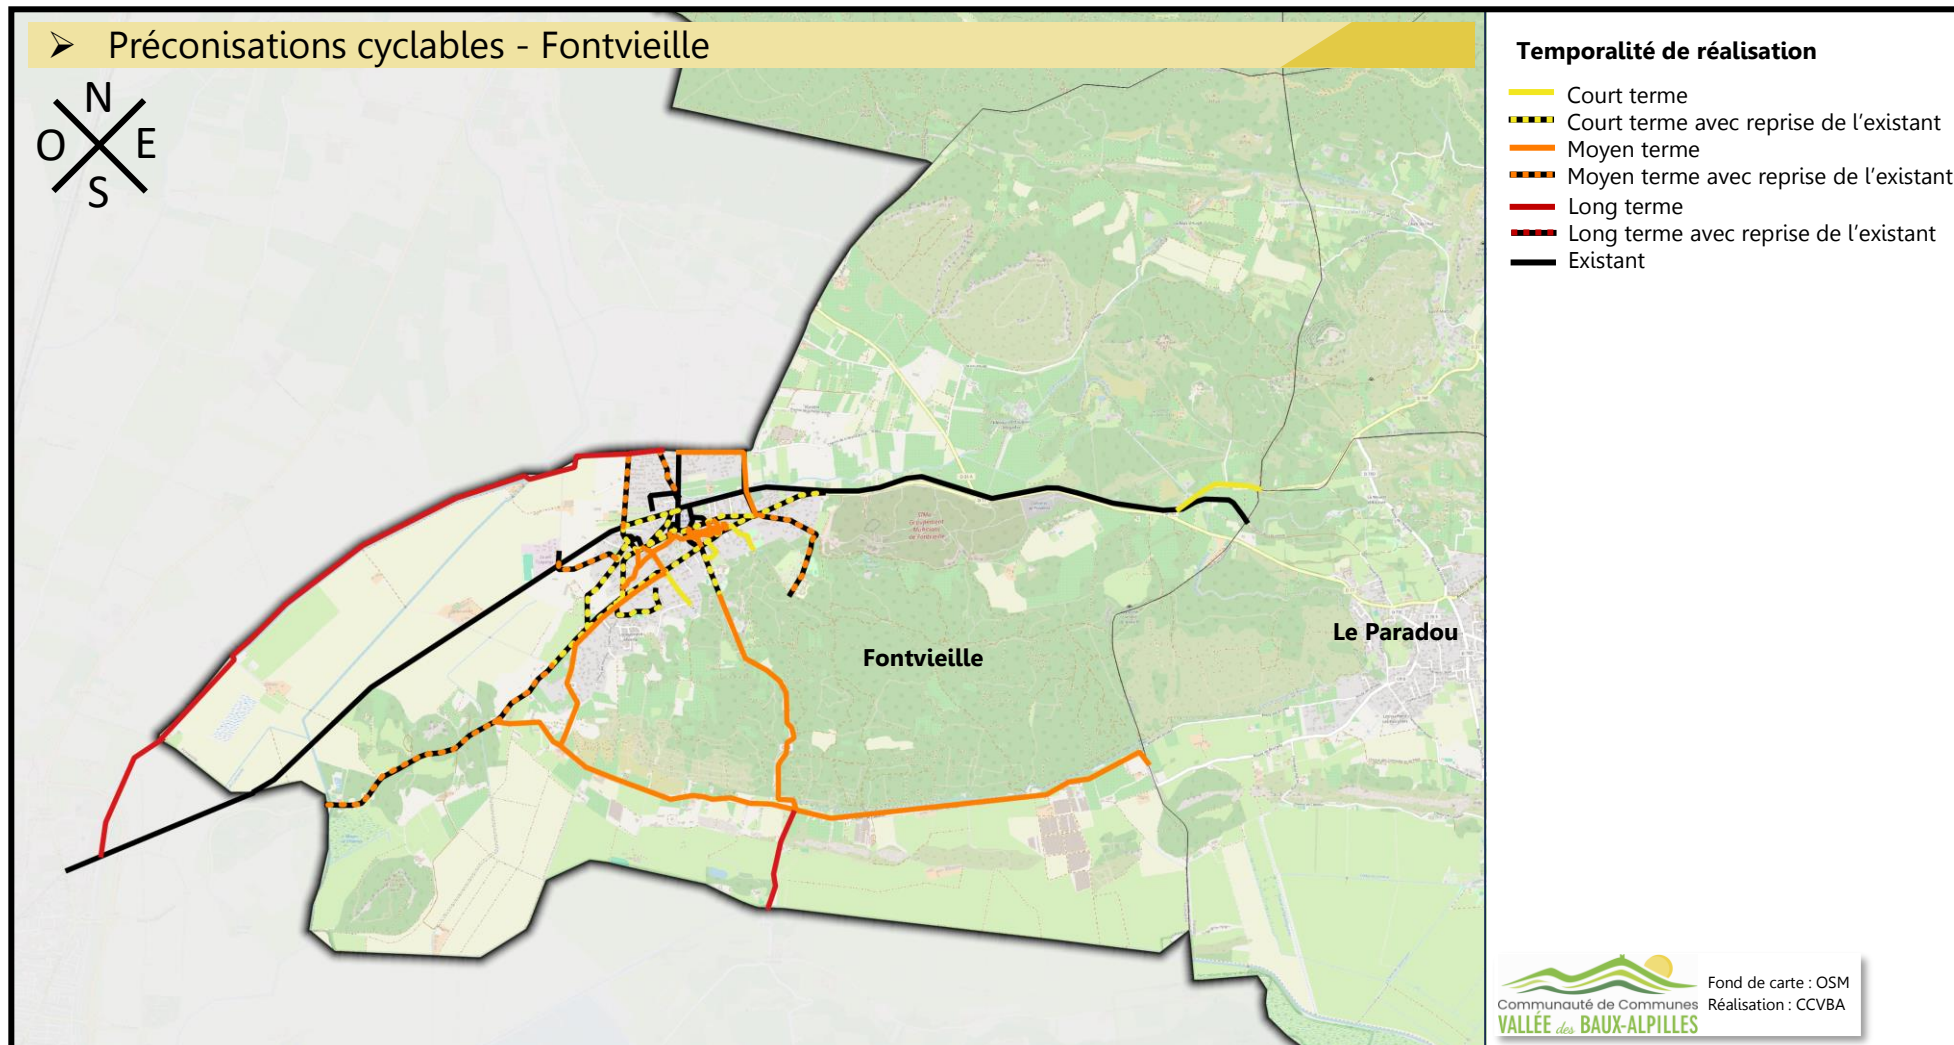 ➢ Préconisations cyclables - Fontvieille
N
O E
S
Fontvieille
Le Paradou
Temporalité de réalisation
Court terme
Court terme avec reprise de l'existant
Moyen terme
Moyen terme avec reprise de l'existant
Long terme
Long terme avec reprise de l'existant
Existant
Communauté de Communes
VALLÉE des BAUX-ALPILLES
Fond de carte : OSM
Réalisation : CCVBA